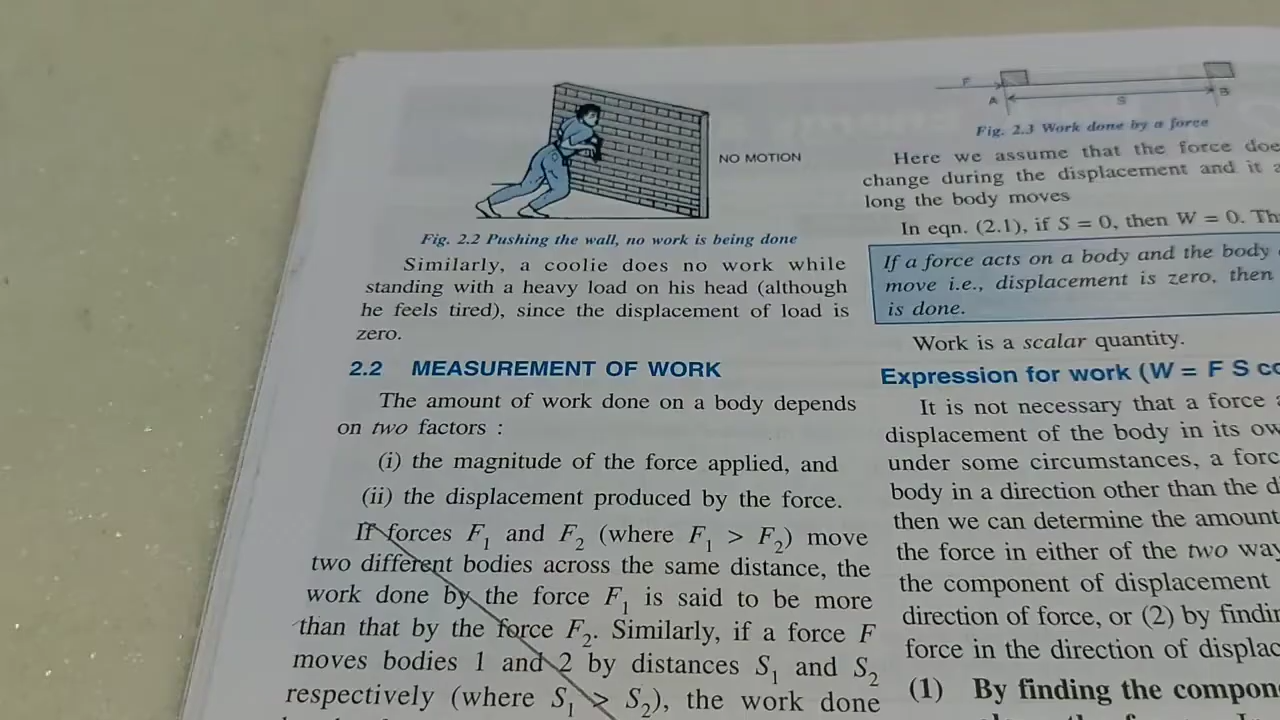 NO MOTION
Fig. 2.2 Pushing the wall, no work is being done
Similarly, a coolie does no work while
standing with a heavy load on his head (although
he feels tired), since the displacement of load is
zero.
2.2 MEASUREMENT OF WORK
The amount of work done on a body depends
on two factors :
(i) the magnitude of the force applied, and
(ii) the displacement produced by the force.
If forces F₁ and F₂ (where F₁ > F₂) move
two different bodies across the same distance, the
work done by the force F₁ is said to be more
than that by the force F₂. Similarly, if a force F
moves bodies 1 and 2 by distances S₁ and S₂
respectively (where S₁ > S₂), the work done
F
A
S
B
Fig. 2.3 Work done by a force
Here we assume that the force
change during the displacement and it
long the body moves
In eqn. (2.1), if S = 0, then W = 0.
If a force acts on a body and the body
move i.e., displacement is zero, then
is done.
Work is a scalar quantity.
Expression for work (W = F S
It is not necessary that a force
displacement of the body in its
under some circumstances, a
body in a direction other than the
then we can determine the amount
the force in either of the two
the component of displacement
direction of force, or (2) by
force in the direction of
(1) By finding the